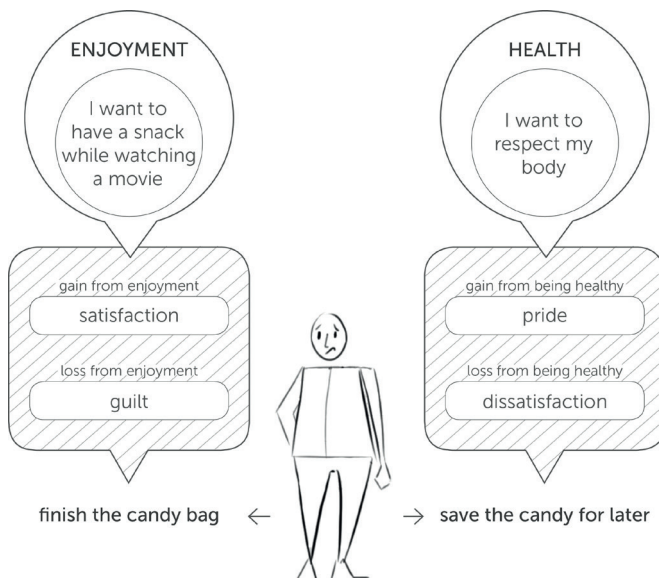 ENJOYMENT
I want to
have a snack
while watching
a movie
gain from enjoyment
satisfaction
loss from enjoyment
guilt
finish the candy bag
HEALTH
I want to
respect my
body
gain from being healthy
pride
loss from being healthy
dissatisfaction
save the candy for later